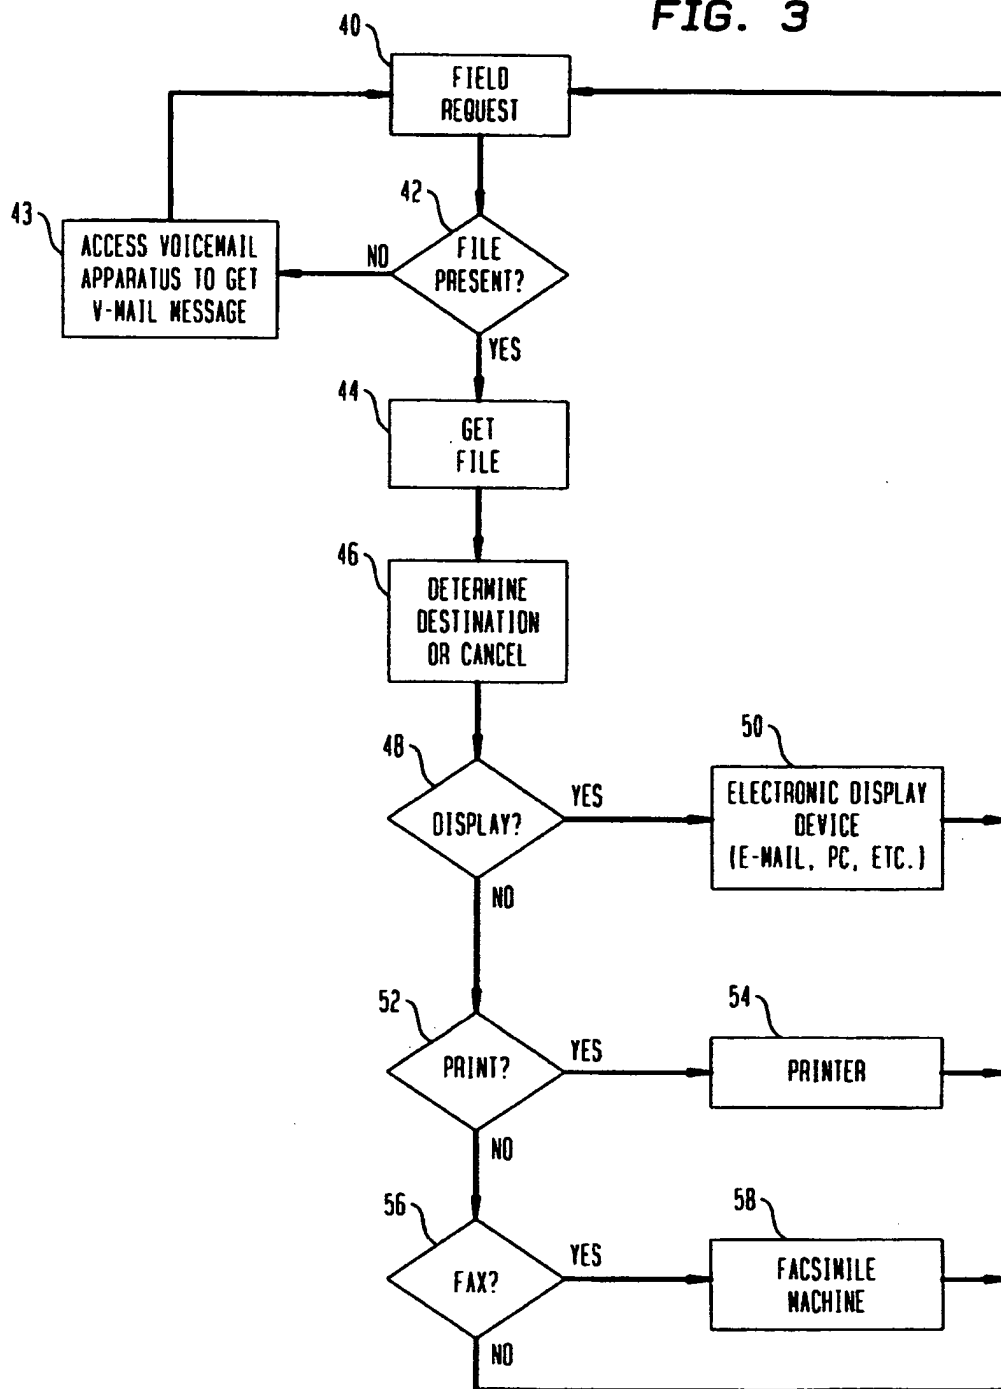 FIG. 3
40
FIELD
REQUEST
42
FILE
PRESENT?
NO
YES
43
ACCESS VOICEMAIL
APPARATUS TO GET
V-MAIL MESSAGE
44
GET
FILE
46
DETERMINE
DESTINATION
OR CANCEL
48
DISPLAY?
YES
NO
50
ELECTRONIC DISPLAY
DEVICE
(E-MAIL, PC, ETC.)
52
PRINT?
YES
NO
54
PRINTER
56
FAX?
YES
NO
58
FACSIMILE
MACHINE